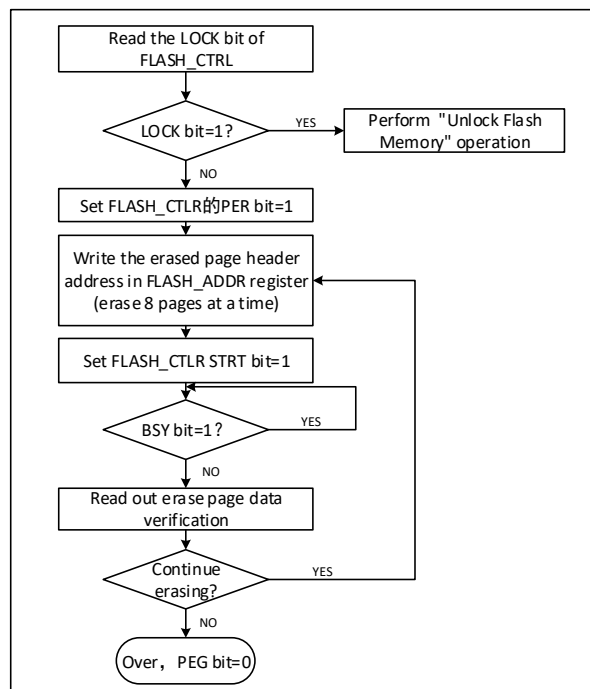 Read the LOCK bit of
FLASH_CTRL
LOCK bit=1?
YES
Perform "Unlock Flash
Memory" operation
NO
Set FLASH_CTLR的PER bit=1
Write the erased page header
address in FLASH_ADDR register
(erase 8 pages at a time)
Set FLASH_CTLR STRT bit=1
BSY bit=1?
YES
NO
Read out erase page data
verification
Continue
erasing?
YES
NO
Over，PEG bit=0